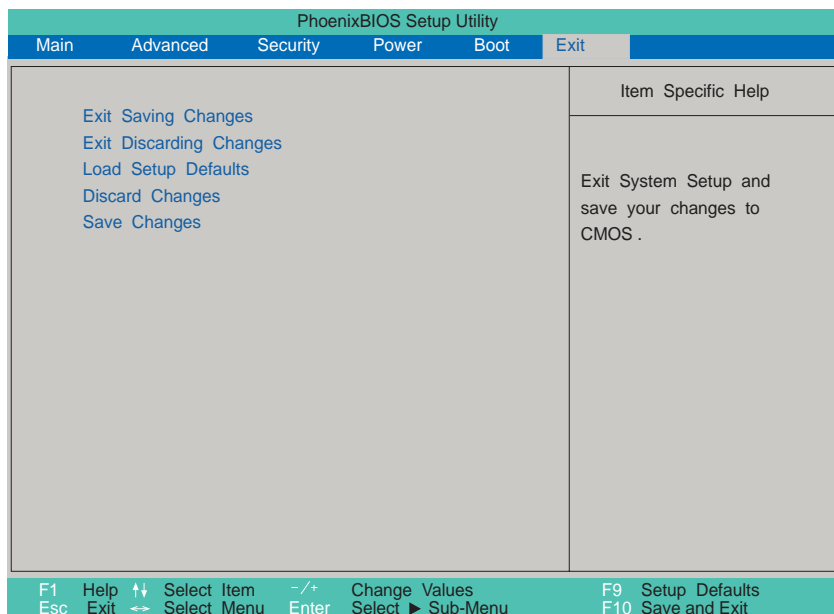 PhoenixBIOS Setup Utility
Main Advanced Security Power Boot Exit
Item Specific Help
Exit Saving Changes
Exit Discarding Changes
Load Setup Defaults
Discard Changes
Save Changes
Exit System Setup and
save your changes to
CMOS .
F1 Help ↑↓ Select Item -/+ Change Values F9 Setup Defaults
Esc Exit ↔ Select Menu Enter Select ▶ Sub-Menu F10 Save and Exit